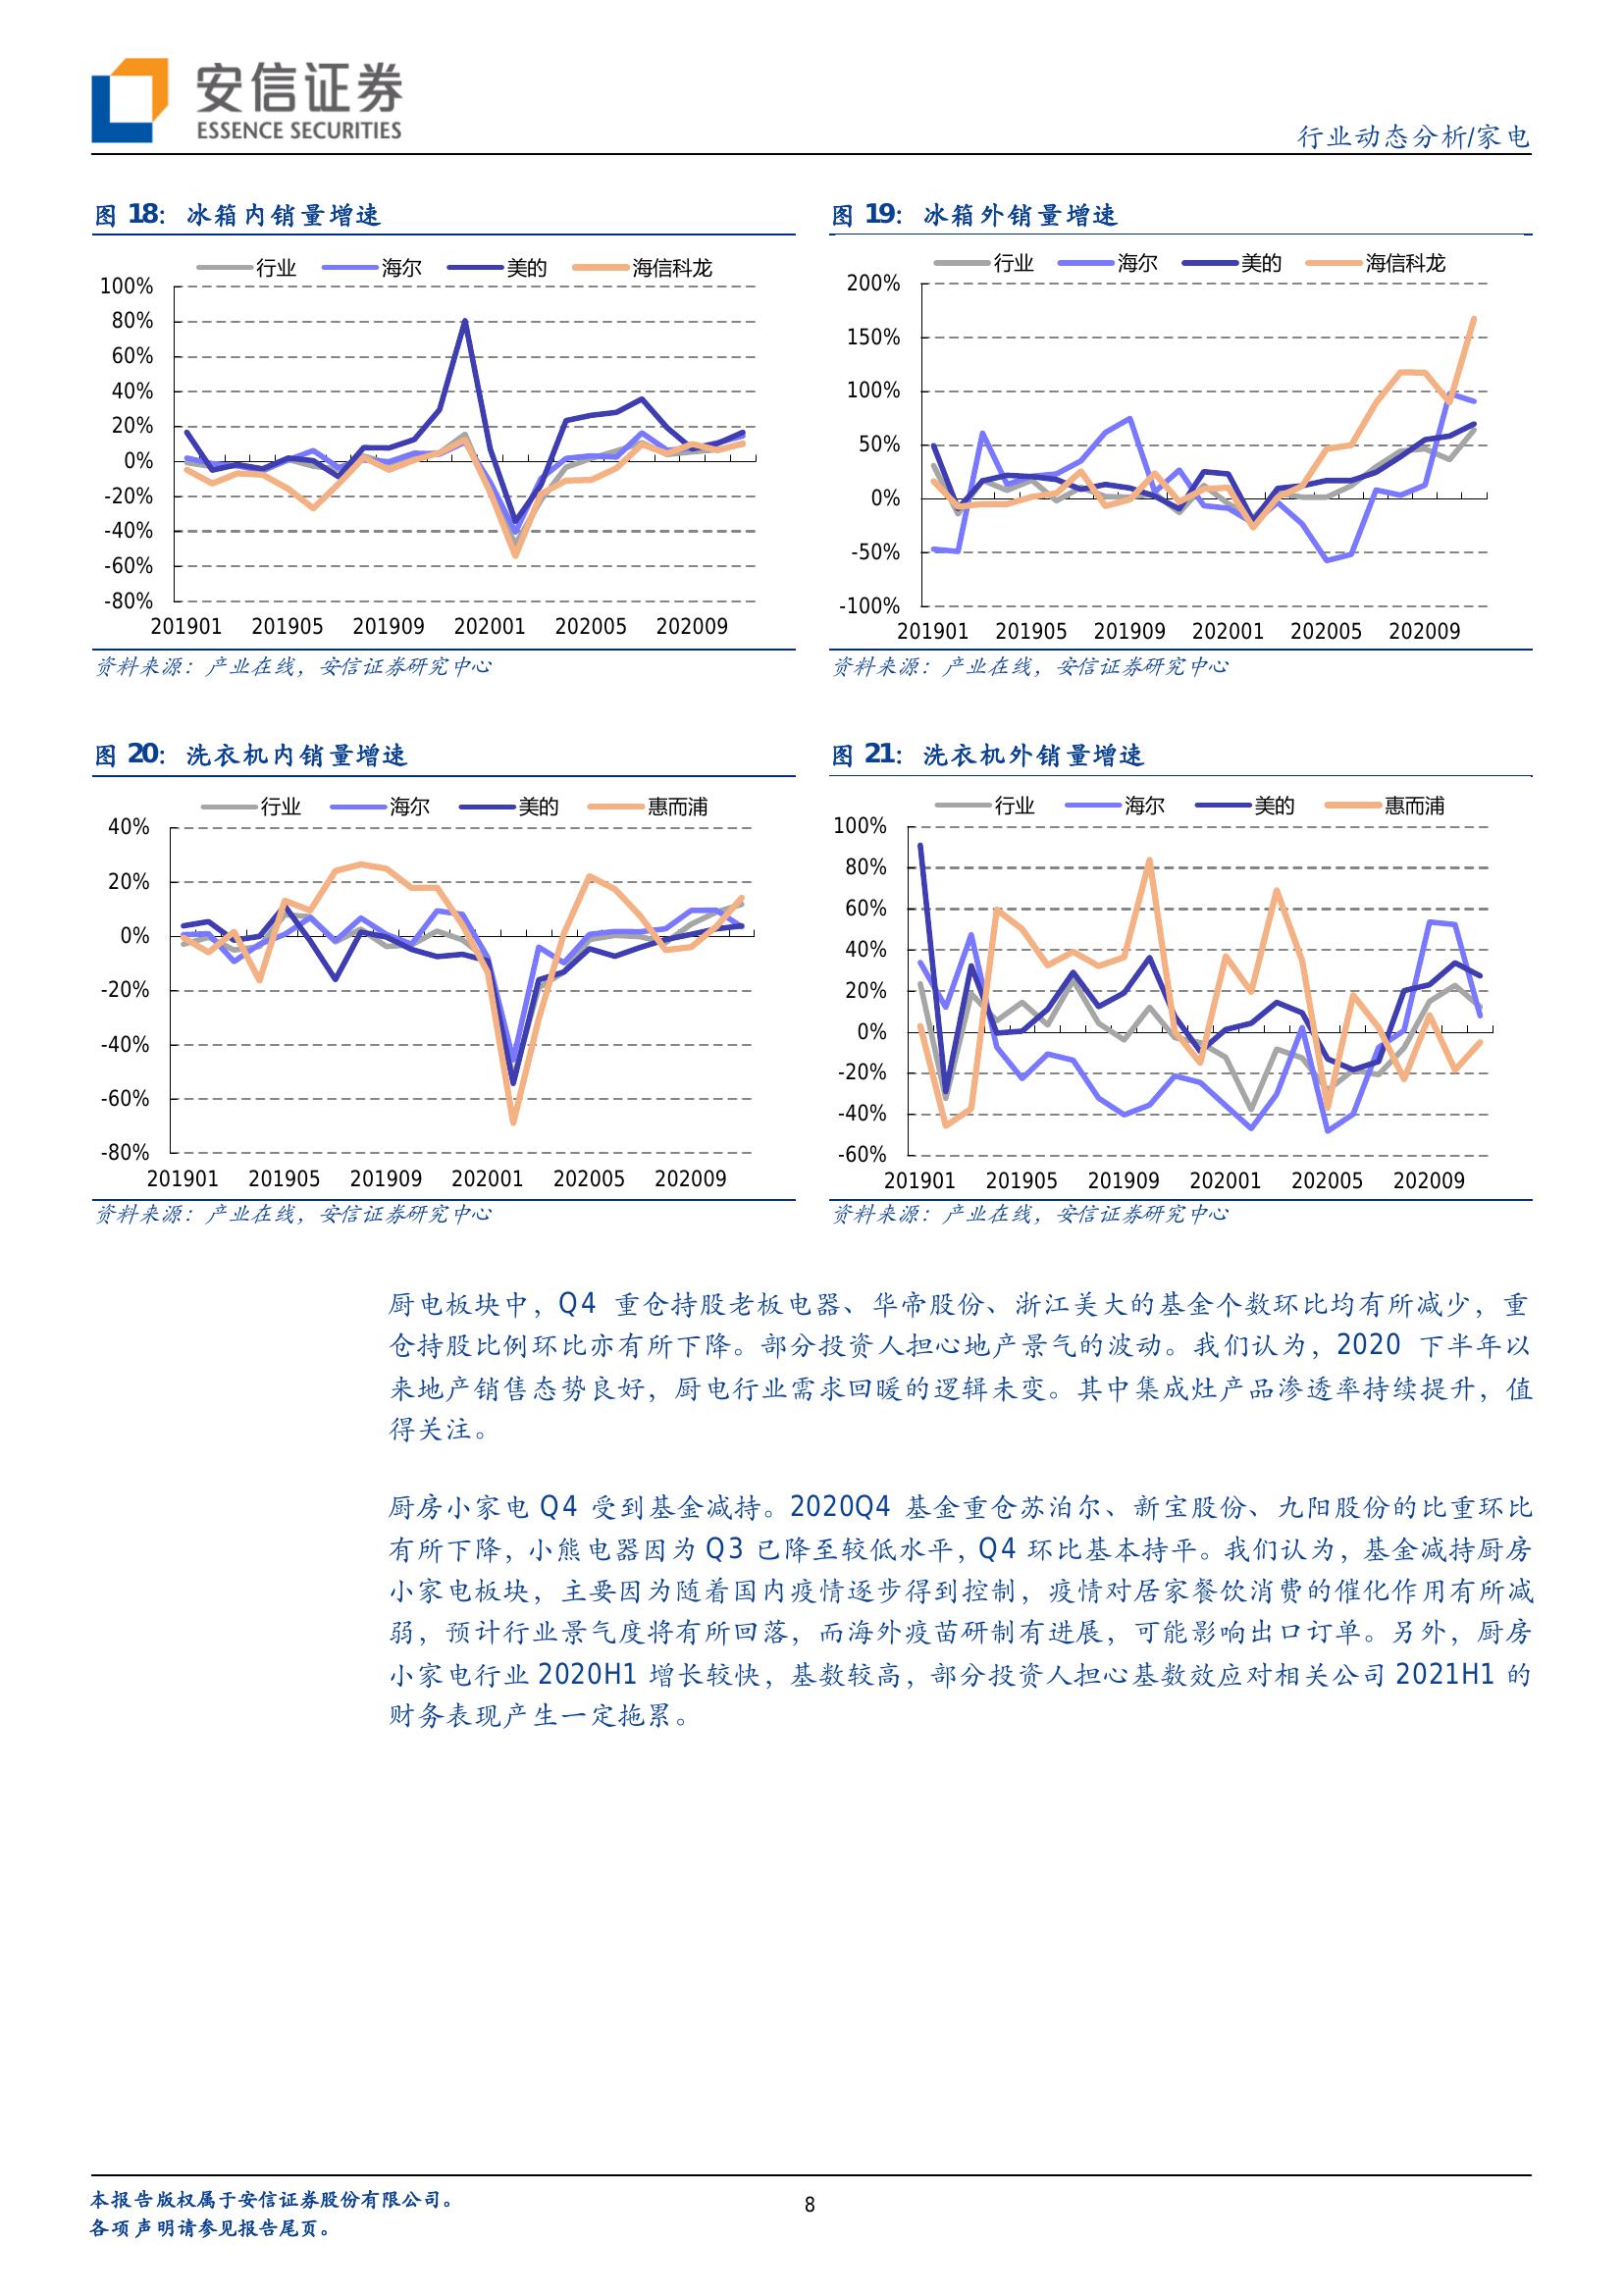 安信证券
ESSENCE SECURITIES
行业动态分析/家电
图 18：冰箱内销量增速
行业 海尔 美的 海信科龙
100%
80%
60%
40%
20%
0%
-20%
-40%
-60%
-80%
201901 201905 201909 202001 202005 202009
资料来源：产业在线，安信证券研究中心
图 19：冰箱外销量增速
行业 海尔 美的 海信科龙
200%
150%
100%
50%
0%
-50%
-100%
201901 201905 201909 202001 202005 202009
资料来源：产业在线，安信证券研究中心
图 20：洗衣机内销量增速
行业 海尔 美的 惠而浦
40%
20%
0%
-20%
-40%
-60%
-80%
201901 201905 201909 202001 202005 202009
资料来源：产业在线，安信证券研究中心
图 21：洗衣机外销量增速
行业 海尔 美的 惠而浦
100%
80%
60%
40%
20%
0%
-20%
-40%
-60%
201901 201905 201909 202001 202005 202009
资料来源：产业在线，安信证券研究中心
厨电板块中，Q4 重仓持股老板电器、华帝股份、浙江美大的基金个数环比均有所减少，重
仓持股比例环比亦有所下降。部分投资人担心地产景气的波动。我们认为，2020 下半年以
来地产销售态势良好，厨电行业需求回暖的逻辑未变。其中集成灶产品渗透率持续提升，值
得关注。
厨房小家电 Q4 受到基金减持。2020Q4 基金重仓苏泊尔、新宝股份、九阳股份的比重环比
有所下降，小熊电器因为 Q3 已降至较低水平，Q4 环比基本持平。我们认为，基金减持厨房
小家电板块，主要因为随着国内疫情逐步得到控制，疫情对居家餐饮消费的催化作用有所减
弱，预计行业景气度将有所回落，而海外疫苗研制有进展，可能影响出口订单。另外，厨房
小家电行业 2020H1 增长较快，基数较高，部分投资人担心基数效应对相关公司 2021H1 的
财务表现产生一定拖累。
本报告版权属于安信证券股份有限公司。
各项声明请参见报告尾页。
8